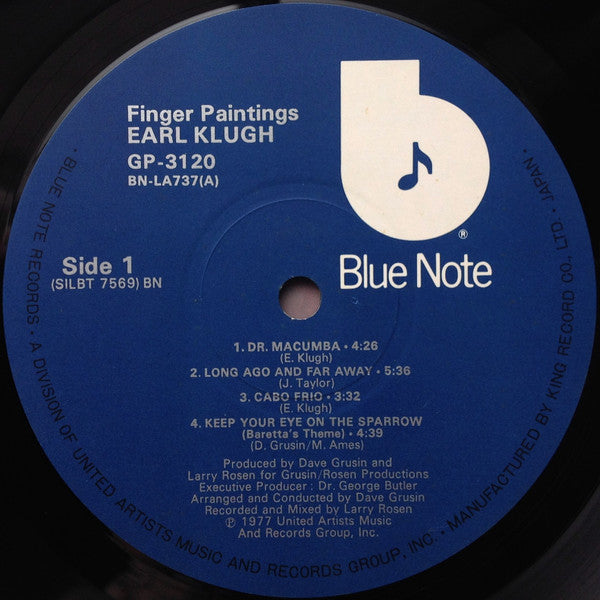 Finger Paintings
EARL KLUGH
GP-3120
BN-LA737(A)
b
®
Blue Note
Side 1
(SILBT 7569) BN
1. DR. MACUMBA • 4:26
(E. Klugh)
2. LONG AGO AND FAR AWAY • 5:36
(J. Taylor)
3. CABO FRIO • 3:32
(E. Klugh)
4. KEEP YOUR EYE ON THE SPARROW
(Baretta's Theme) • 4:39
(D. Grusin/M. Ames)
Produced by Dave Grusin and
Larry Rosen for Grusin/Rosen Productions
Executive Producer : Dr. George Butler
Arranged and Conducted by Dave Grusin
Recorded and Mixed by Larry Rosen
℗ 1977 United Artists Music
And Records Group, Inc.
• BLUE NOTE RECORDS • A DIVISION OF UNITED ARTISTS MUSIC AND RECORDS GROUP, INC. • MANUFACTURED BY KING RECORD CO., LTD. • JAPAN •